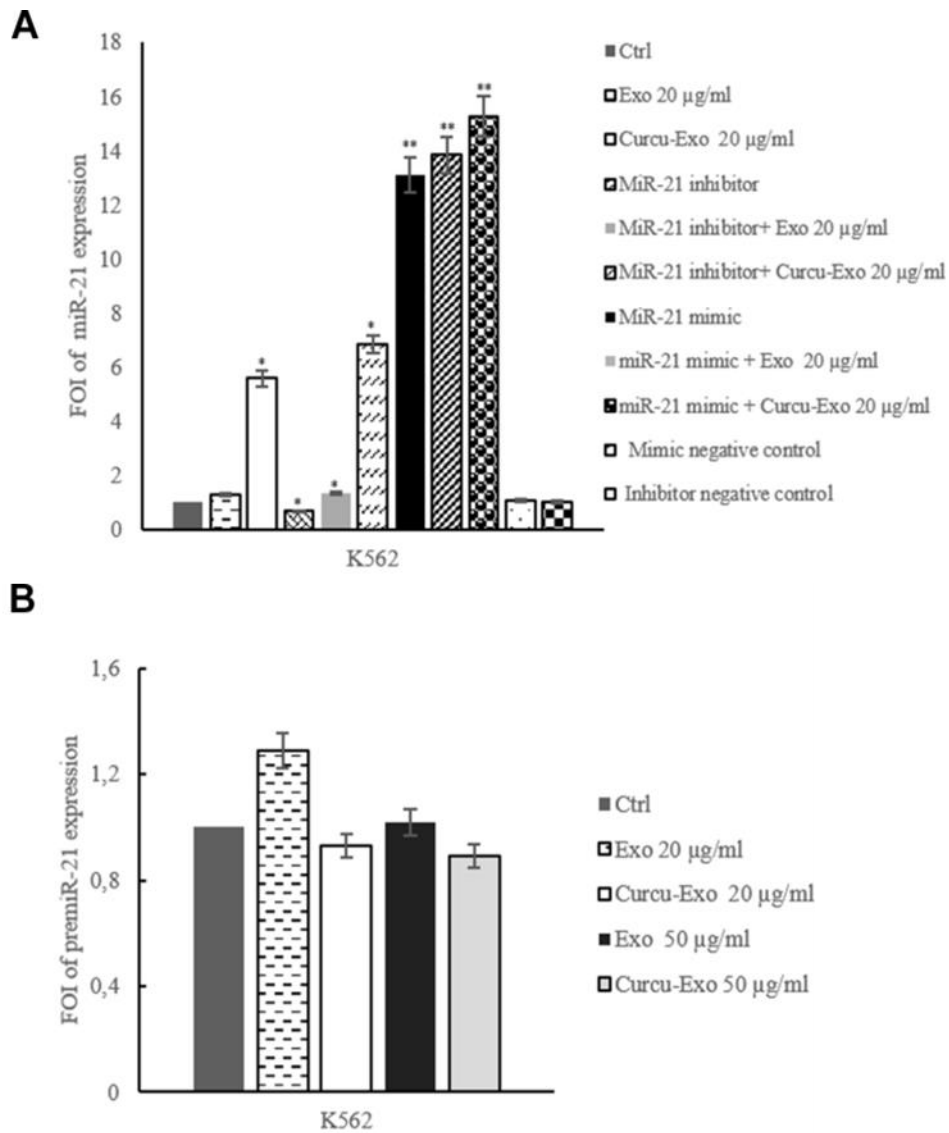 A
FOI of miR-21 expression
18
16
14
12
10
8
6
4
2
0
*
*
*
*
**
**
**
K562
Ctrl
Exo 20 µg/ml
Curcu-Exo 20 µg/ml
MiR-21 inhibitor
MiR-21 inhibitor+ Exo 20 µg/ml
MiR-21 inhibitor+ Curcu-Exo 20 µg/ml
MiR-21 mimic
miR-21 mimic + Exo 20 µg/ml
miR-21 mimic + Curcu-Exo 20 µg/ml
Mimic negative control
Inhibitor negative control
B
FOI of premiR-21 expression
1,6
1,2
0,8
0,4
0
K562
Ctrl
Exo 20 µg/ml
Curcu-Exo 20 µg/ml
Exo 50 µg/ml
Curcu-Exo 50 µg/ml